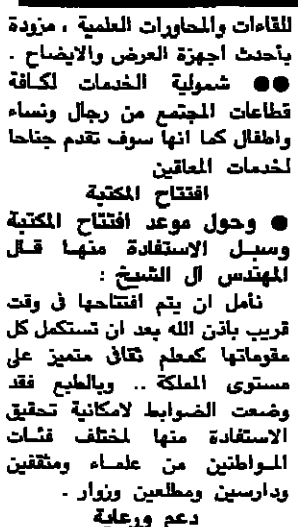 للقاءات والمحاورات العلمية ، مزودة
بأحدث اجهزة العرض والايضاح .
●● شمولية الخدمات لكافة
قطاعات المجتمع من رجال ونساء
واطفال كما انها سوف تقدم جناحا
لخدمات المعاقين
افتتاح المكتبة
● وحول موعد افتتاح المكتبة
وسبل الاستفادة منها قال
المهندس آل الشيخ :
نأمل ان يتم افتتاحها في وقت
قريب باذن الله بعد ان تستكمل كل
مقوماتها كمعلم ثقافي متميز على
مستوى المملكة .. وبالطبع فقد
وضعت الضوابط لامكانية تحقيق
الاستفادة منها لمختلف فئات
المواطنين من علماء ومثقفين
ودارسين ومطلعين وزوار .
دعم ورعاية